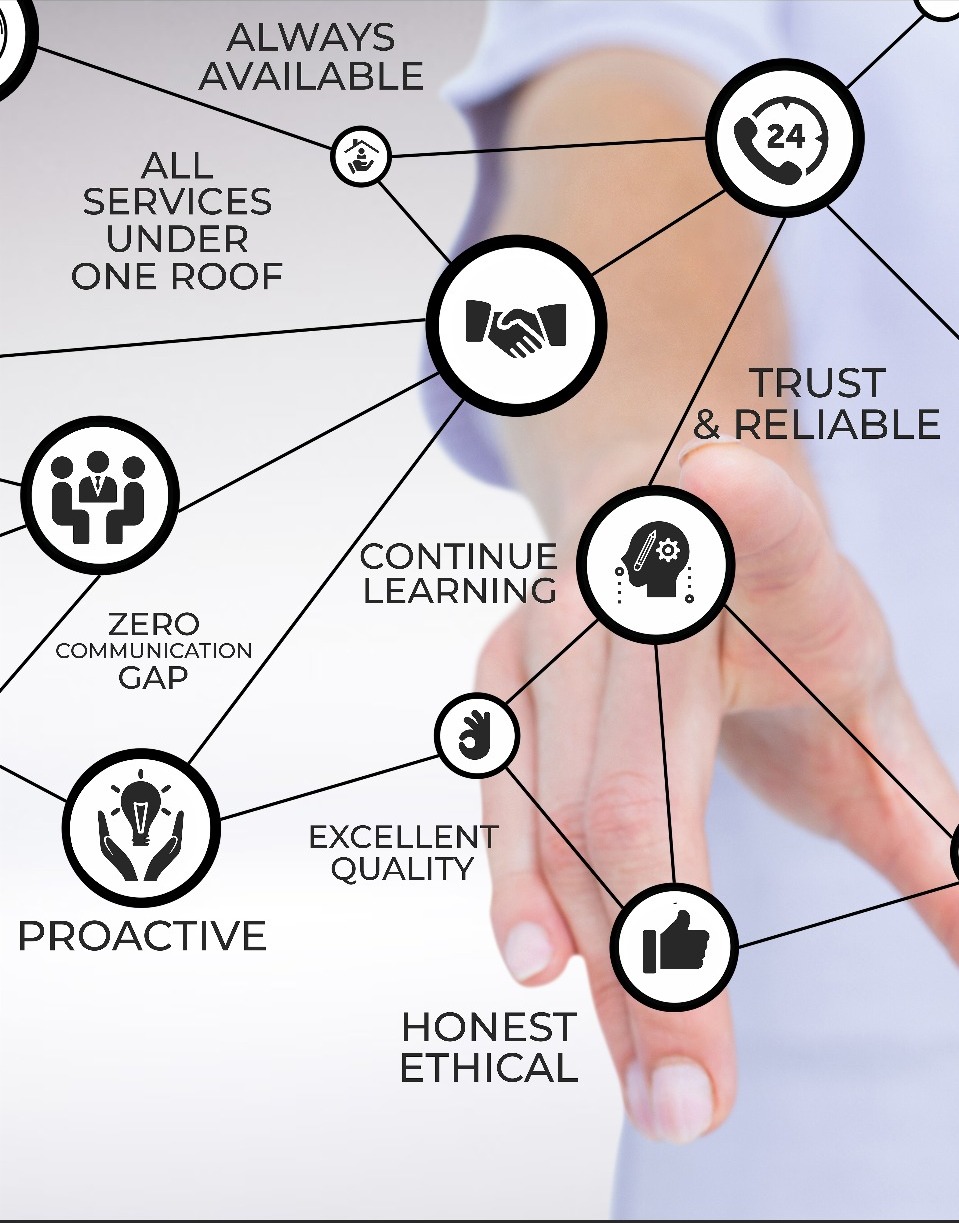 ALWAYS
AVAILABLE
24
ALL
SERVICES
UNDER
ONE ROOF
TRUST
& RELIABLE
CONTINUE
LEARNING
ZERO
COMMUNICATION
GAP
EXCELLENT
QUALITY
PROACTIVE
HONEST
ETHICAL